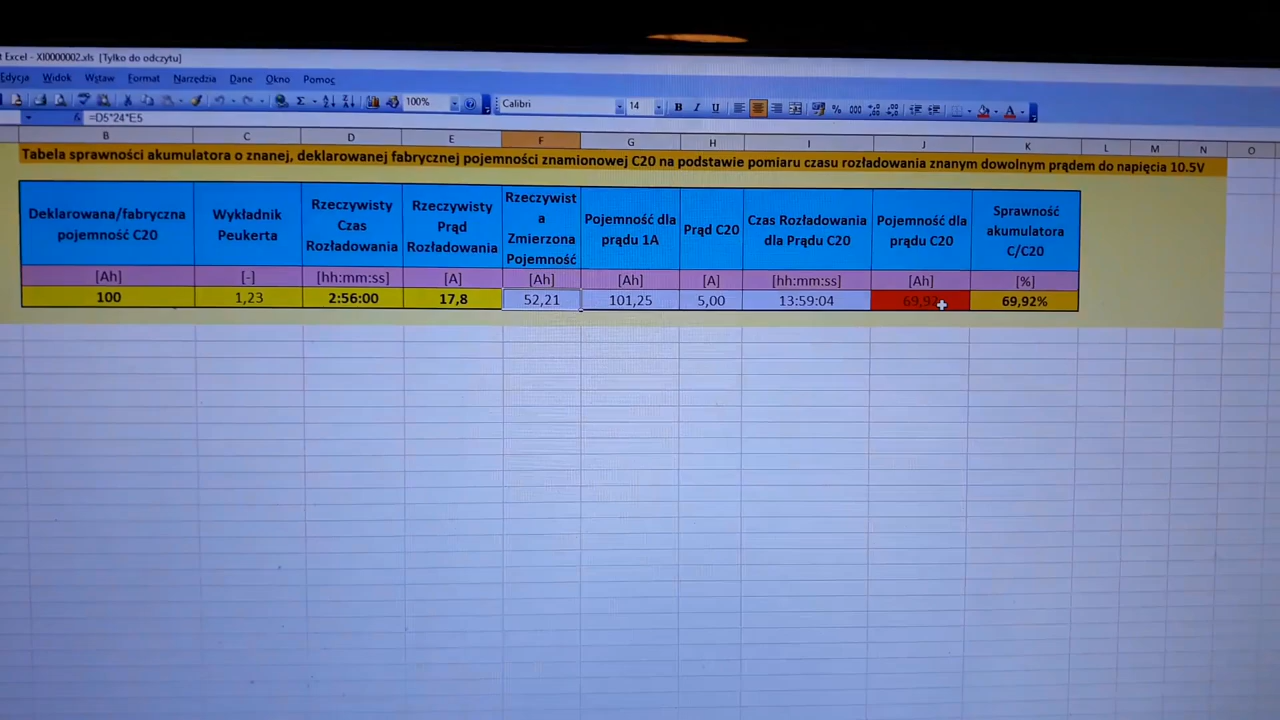 t Excel - XI0000002.xls [Tylko do odczytu]
Edycja Widok Wstaw Format Narzędzia Dane Okno Pomoc
100% Calibri 14 B I U
=D5*24*E5
B C D E F G H I J K L M N O
Tabela sprawności akumulatora o znanej, deklarowanej fabrycznej pojemności znamionowej C20 na podstawie pomiaru czasu rozładowania znanym dowolnym prądem do napięcia 10.5V
Deklarowana/fabryczna
pojemność C20
Wykładnik
Peukerta
Rzeczywisty
Czas
Rozładowania
Rzeczywisty
Prąd
Rozładowania
Rzeczywist
a
Zmierzona
Pojemność
Pojemność dla
prądu 1A
Prąd C20
Czas Rozładowania
dla Prądu C20
Pojemność dla
prądu C20
Sprawność
akumulatora
C/C20
[Ah] [-] [hh:mm:ss] [A] [Ah] [Ah] [A] [hh:mm:ss] [Ah] [%]
100 1,23 2:56:00 17,8 52,21 101,25 5,00 13:59:04 69,92 69,92%